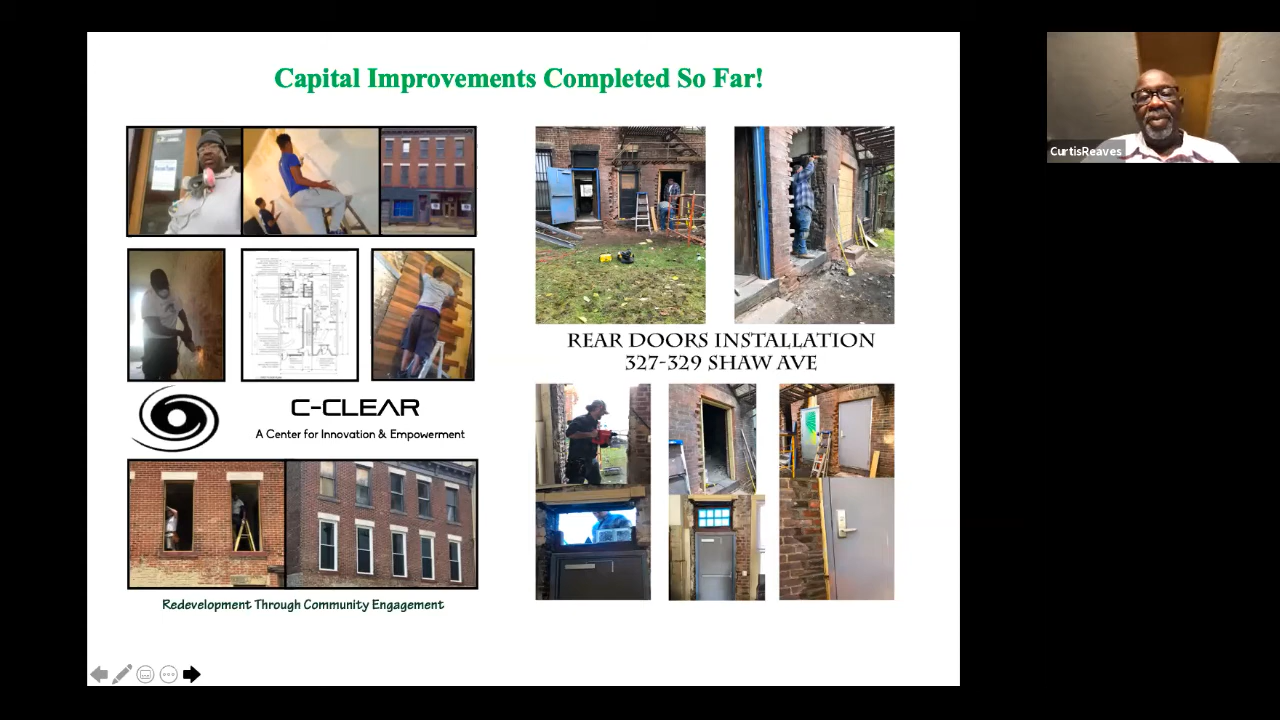 Capital Improvements Completed So Far!
CurtisReaves
REAR DOORS INSTALLATION
327-329 SHAW AVE
C-CLEAR
A Center for Innovation & Empowerment
Redevelopment Through Community Engagement